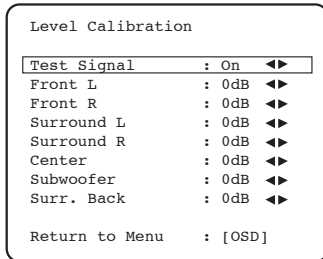 Level Calibration
Test Signal : On ◄►
Front L : 0dB ◄►
Front R : 0dB ◄►
Surround L : 0dB ◄►
Surround R : 0dB ◄►
Center : 0dB ◄►
Subwoofer : 0dB ◄►
Surr. Back : 0dB ◄►
Return to Menu : [OSD]